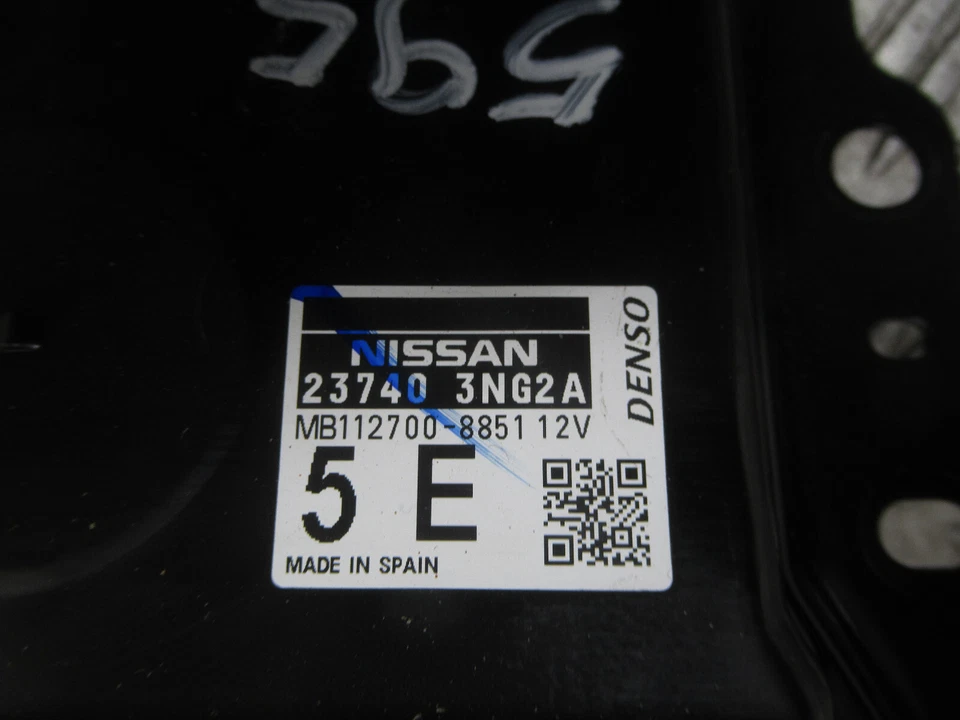 NISSAN
23740 3NG2A
MB112700-8851 12V
5 E
MADE IN SPAIN
DENSO